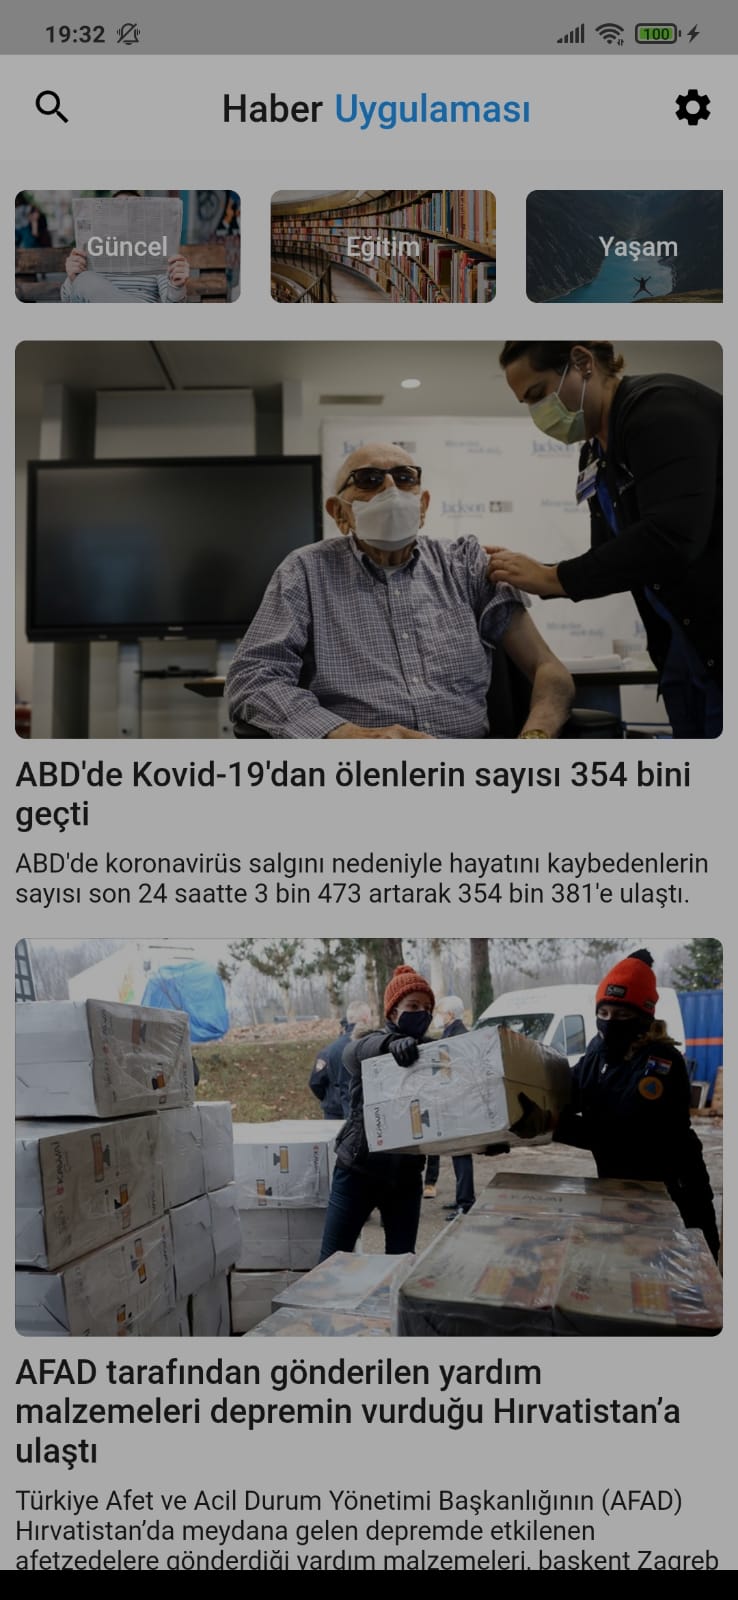 19:32
100
Haber Uygulaması
Güncel
Eğitim
Yaşam
Jackson
ABD'de Kovid-19'dan ölenlerin sayısı 354 bini
geçti
ABD'de koronavirüs salgını nedeniyle hayatını kaybedenlerin
sayısı son 24 saatte 3 bin 473 artarak 354 bin 381'e ulaştı.
AFAD tarafından gönderilen yardım
malzemeleri depremin vurduğu Hırvatistan’a
ulaştı
Türkiye Afet ve Acil Durum Yönetimi Başkanlığının (AFAD)
Hırvatistan’da meydana gelen depremde etkilenen
afetzedelere gönderdiği yardım malzemeleri, başkent Zagreb